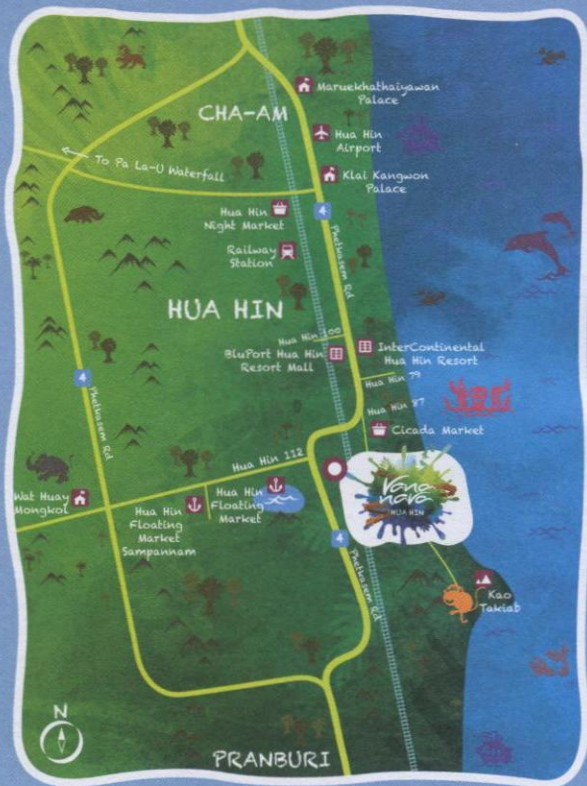 Maruekhathaiyawan
Palace
CHA-AM
Hua Hin
Airport
To Pa La-U Waterfall
Klai Kangwon
Palace
Hua Hin
Night Market
4
Phetkasem Rd
Railway
Station
HUA HIN
Hua Hin 100
BluPort Hua Hin
Resort Mall
InterContinental
Hua Hin Resort
Hua Hin 79
4
Phetkasem Rd
Hua Hin 87
Cicada Market
Hua Hin 112
Vana
nava
HUA HIN
Wat Huay
Mongkol
Hua Hin
Floating
Market
Sampannam
Hua Hin
Floating
Market
4
Phetkasem Rd
Kao
Takiab
N
PRANBURI